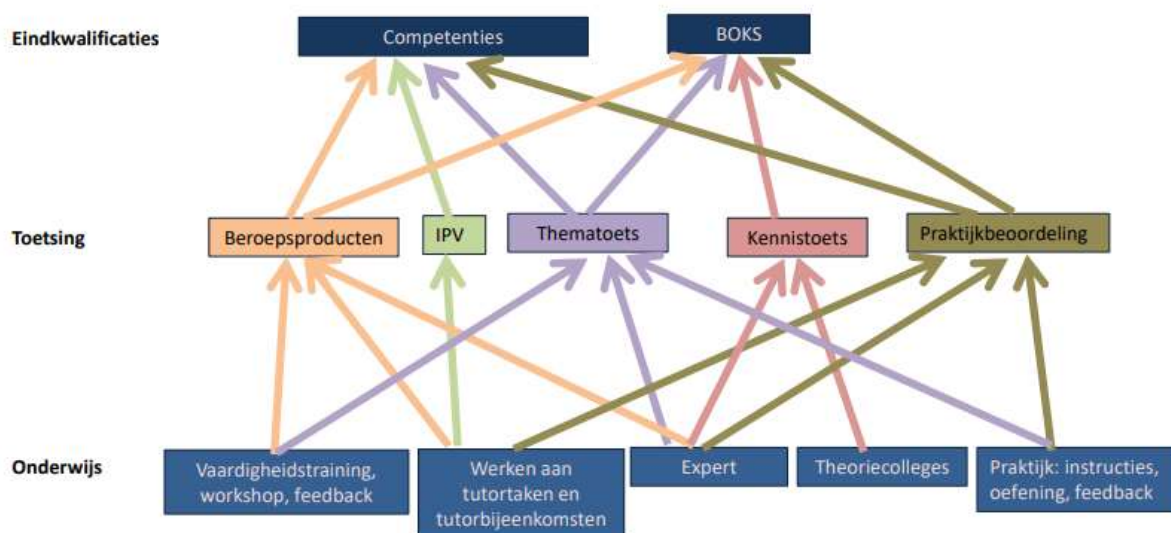 Eindkwalificaties
Competenties
BOKS
Toetsing
Beroepsproducten
IPV
Thematoets
Kennistoets
Praktijkbeoordeling
Onderwijs
Vaardigheidstraining,
workshop, feedback
Werken aan
tutortaken en
tutorbijeenkomsten
Expert
Theoriecolleges
Praktijk: instructies,
oefening, feedback